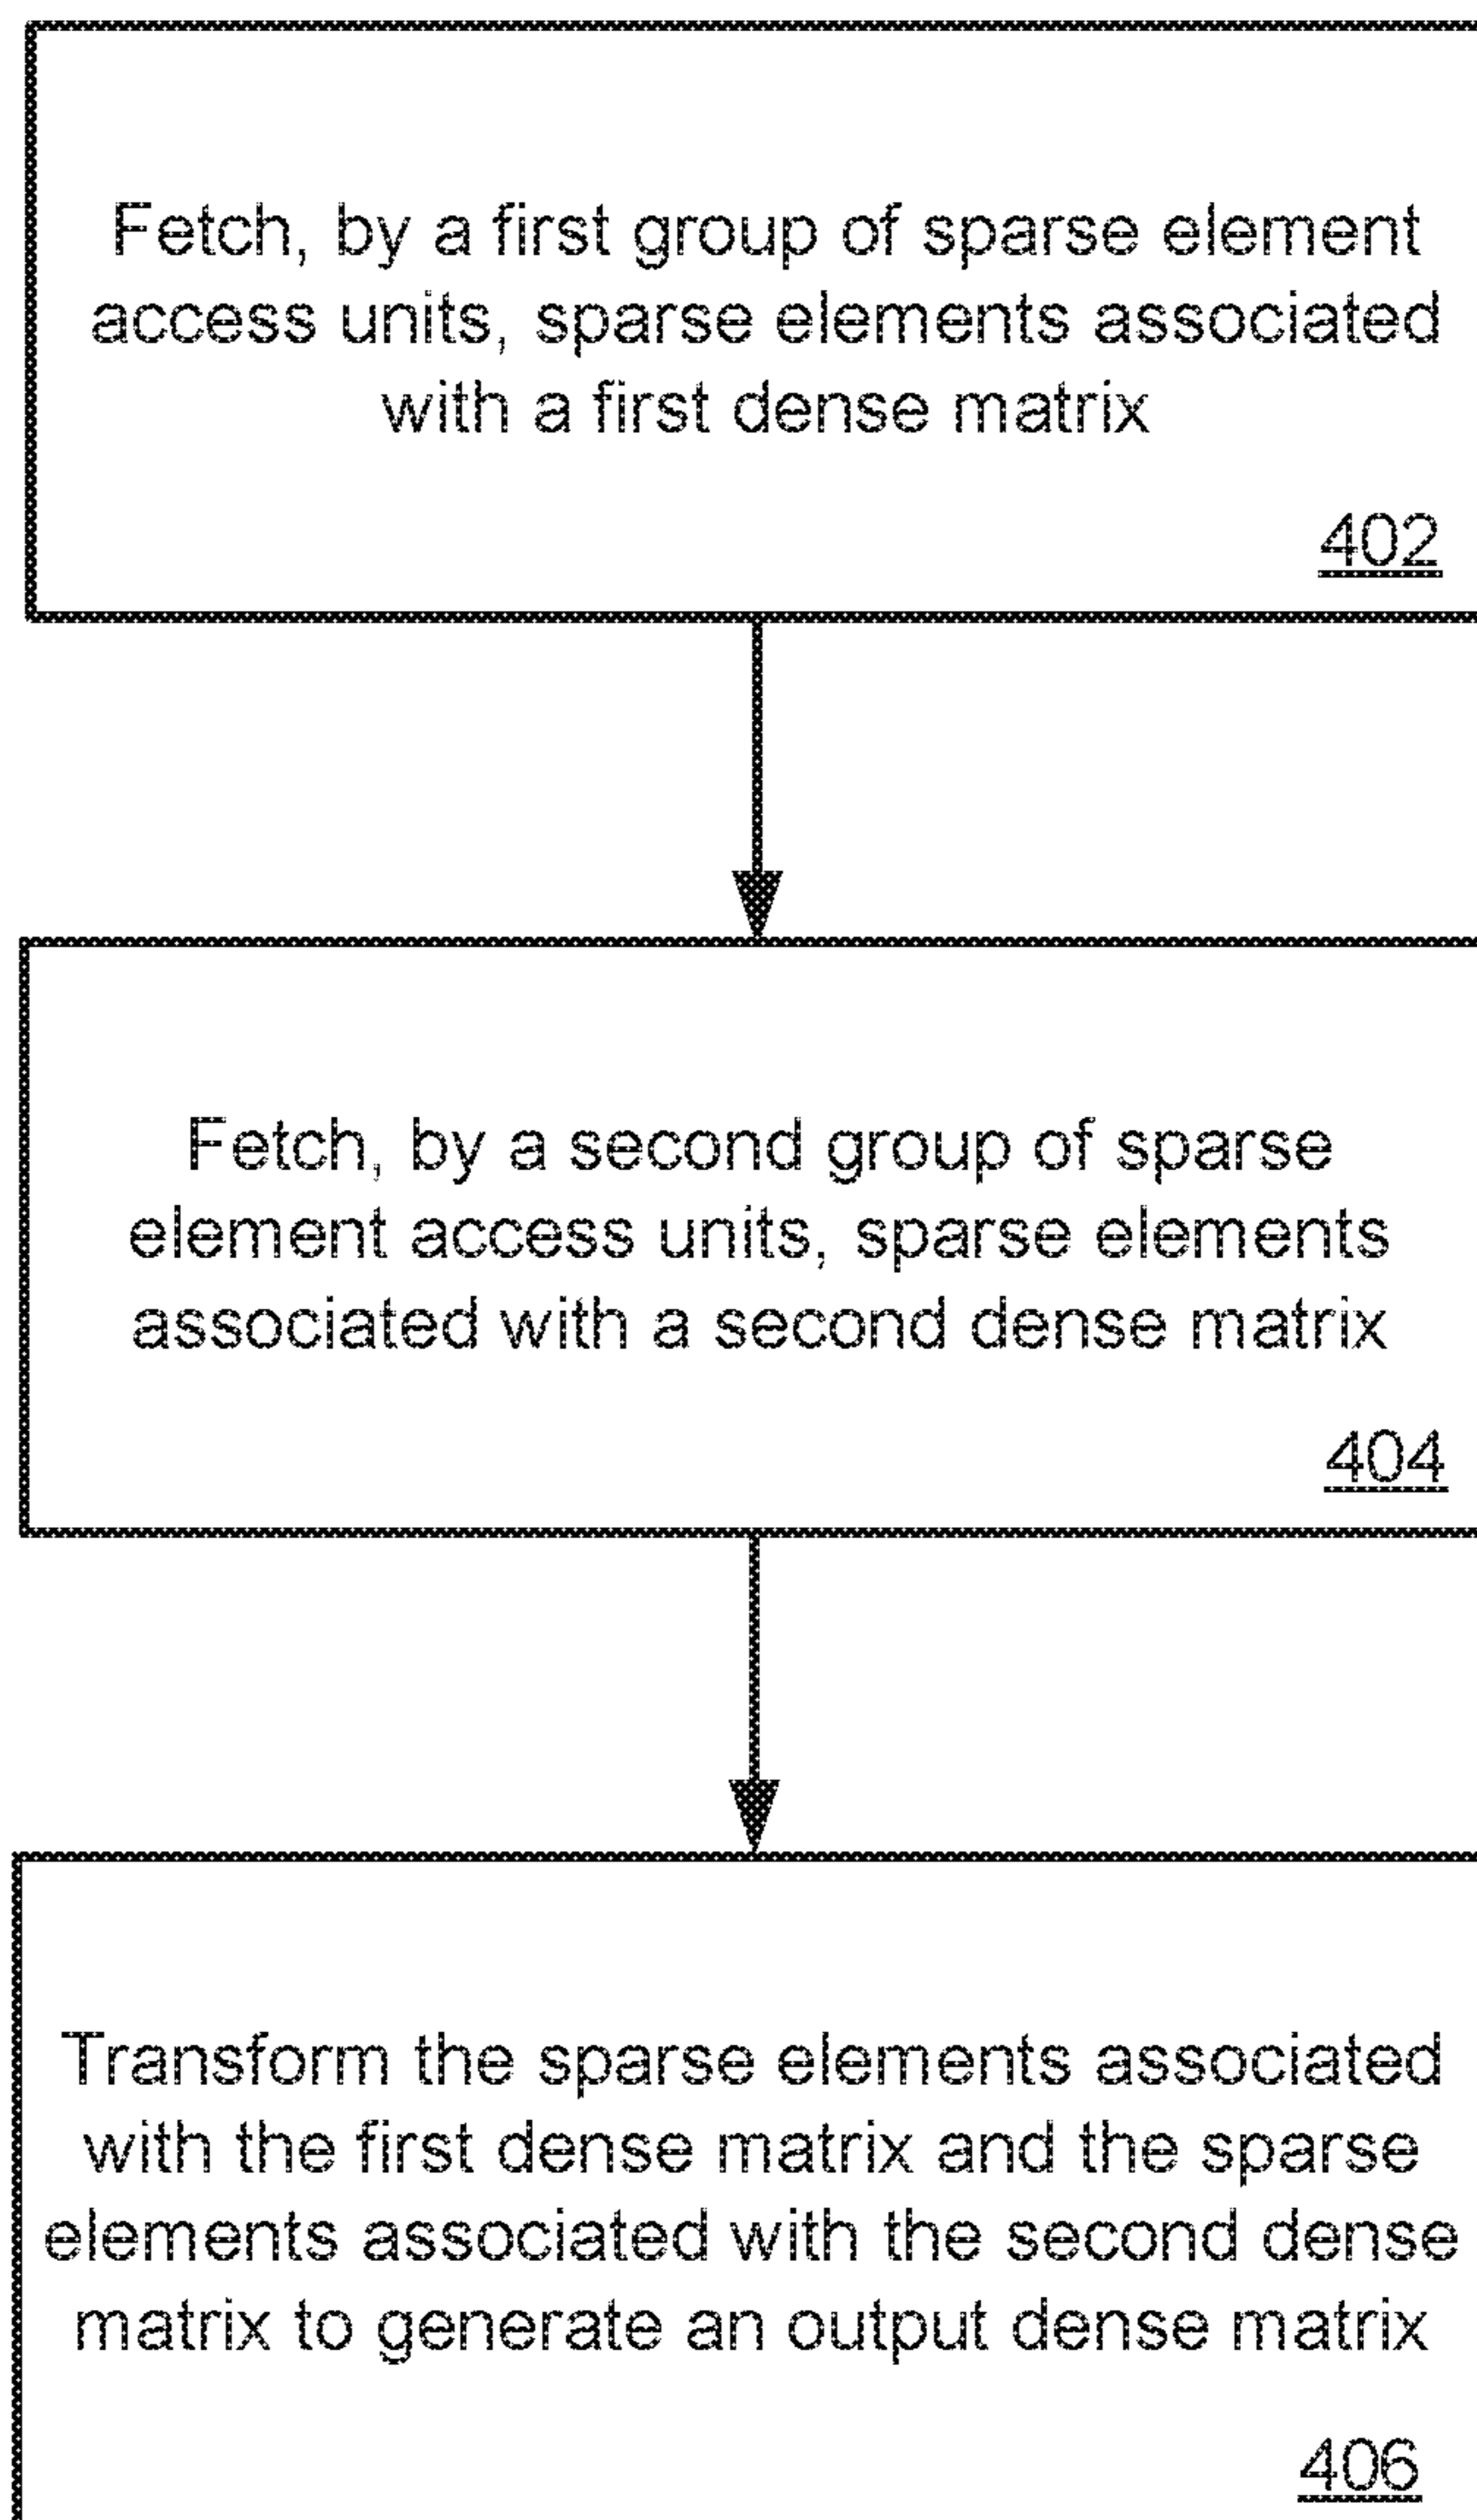 Fetch, by a first group of sparse element
access units, sparse elements associated
with a first dense matrix
402
Fetch, by a second group of sparse
element access units, sparse elements
associated with a second dense matrix
404
Transform the sparse elements associated
with the first dense matrix and the sparse
elements associated with the second dense
matrix to generate an output dense matrix
406